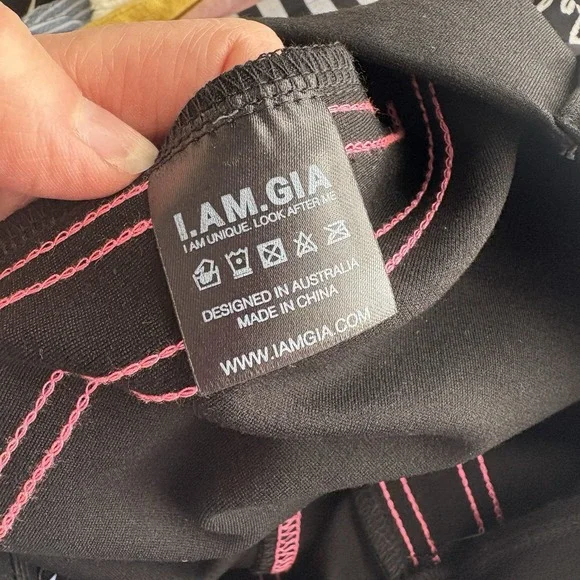 I.AM.GIA
I AM UNIQUE. LOOK AFTER ME
DESIGNED IN AUSTRALIA
MADE IN CHINA
WWW.IAMGIA.COM